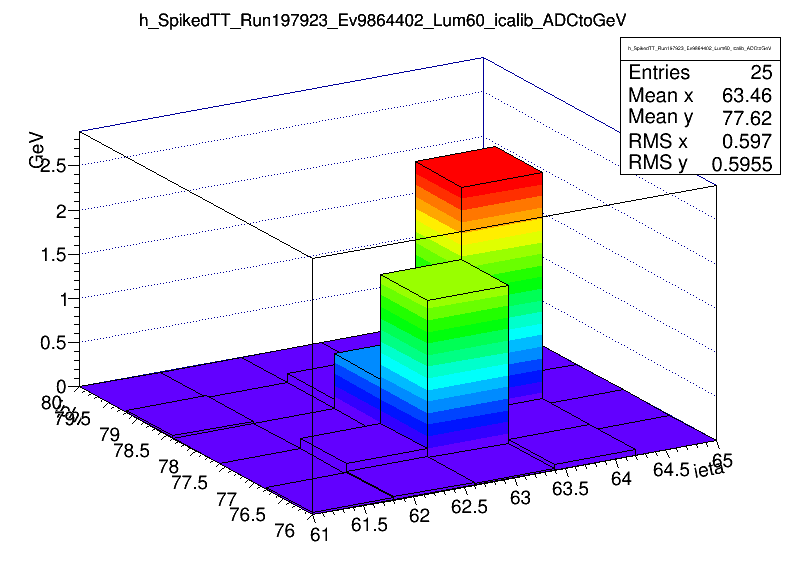 h_SpikedTT_Run197923_Ev9864402_Lum60_icalib_ADCtoGeV
h_SpikedTT_Run197923_Ev9864402_Lum60_icalib_ADCtoGeV
Entries 25
Mean x 63.46
Mean y 77.62
RMS x 0.597
RMS y 0.5955
GeV
2.5
2
1.5
1
0.5
0
80
79.5
79
78.5
78
77.5
77
76.5
76
61
61.5
62
62.5
63
63.5
64
64.5
65
ieta